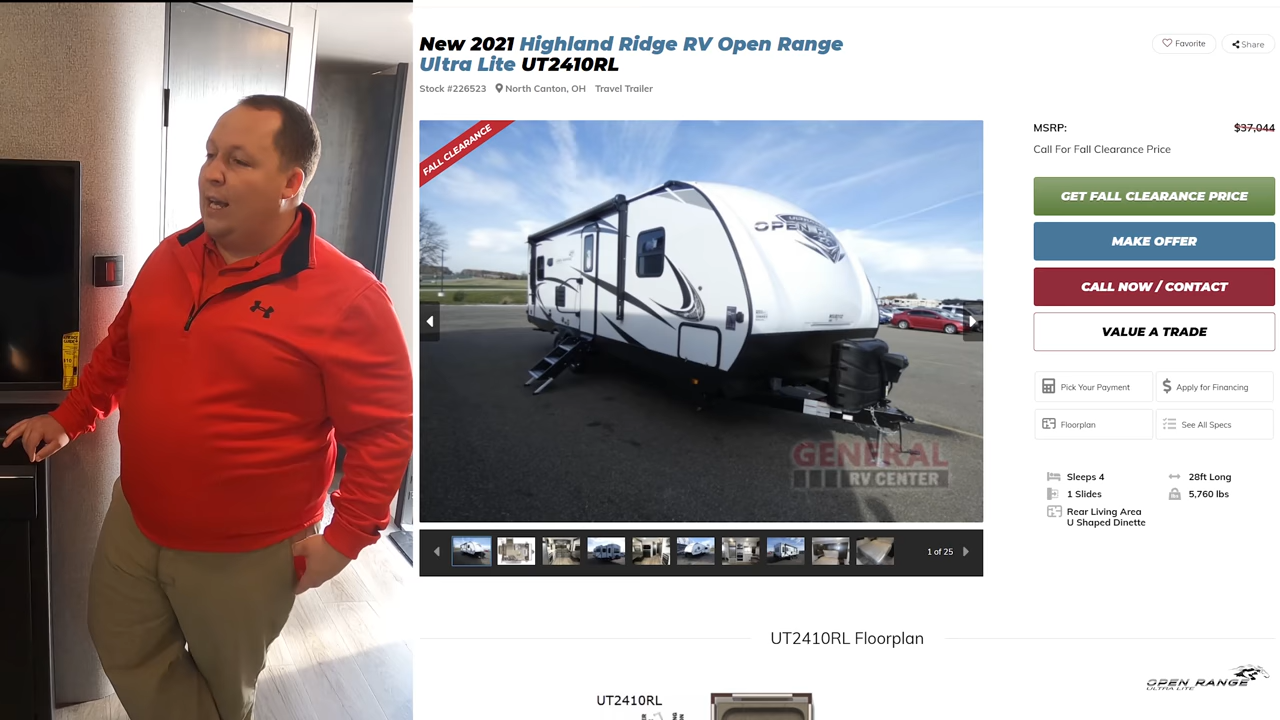 New 2021 Highland Ridge RV Open Range
Ultra Lite UT2410RL
Favorite
Share
Stock #226523 North Canton, OH Travel Trailer
FALL CLEARANCE
OPEN RANGE
GENERAL
RV CENTER
1 of 25
MSRP: $37,044
Call For Fall Clearance Price
GET FALL CLEARANCE PRICE
MAKE OFFER
CALL NOW / CONTACT
VALUE A TRADE
Pick Your Payment
Apply for Financing
Floorplan
See All Specs
Sleeps 4
28ft Long
1 Slides
5,760 lbs
Rear Living Area
U Shaped Dinette
UT2410RL Floorplan
OPEN RANGE
ULTRA LITE
UT2410RL